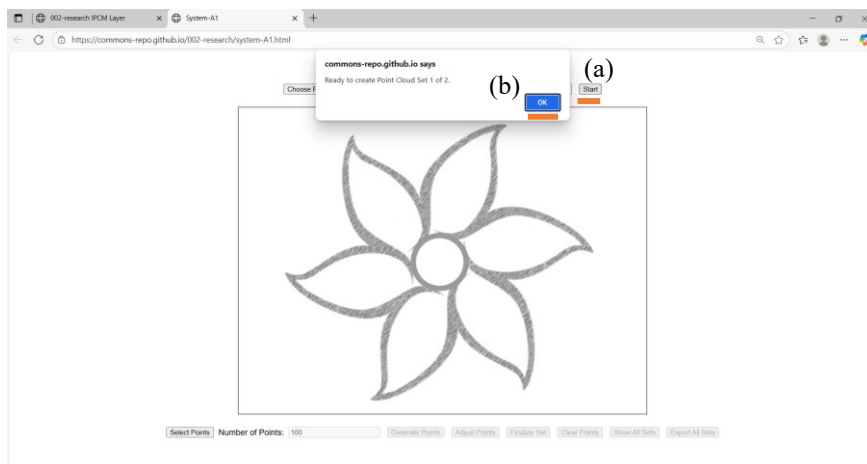 002-research IPCM Layer
System-A1
https://commons-repo.github.io/002-research/system-A1.html
commons-repo.github.io says
Ready to create Point Cloud Set 1 of 2.
(b)
OK
(a)
Choose F
Start
Select Points Number of Points: 100 Generate Points Adjust Points Finalize Set Clear Points Show All Sets Export All Sets